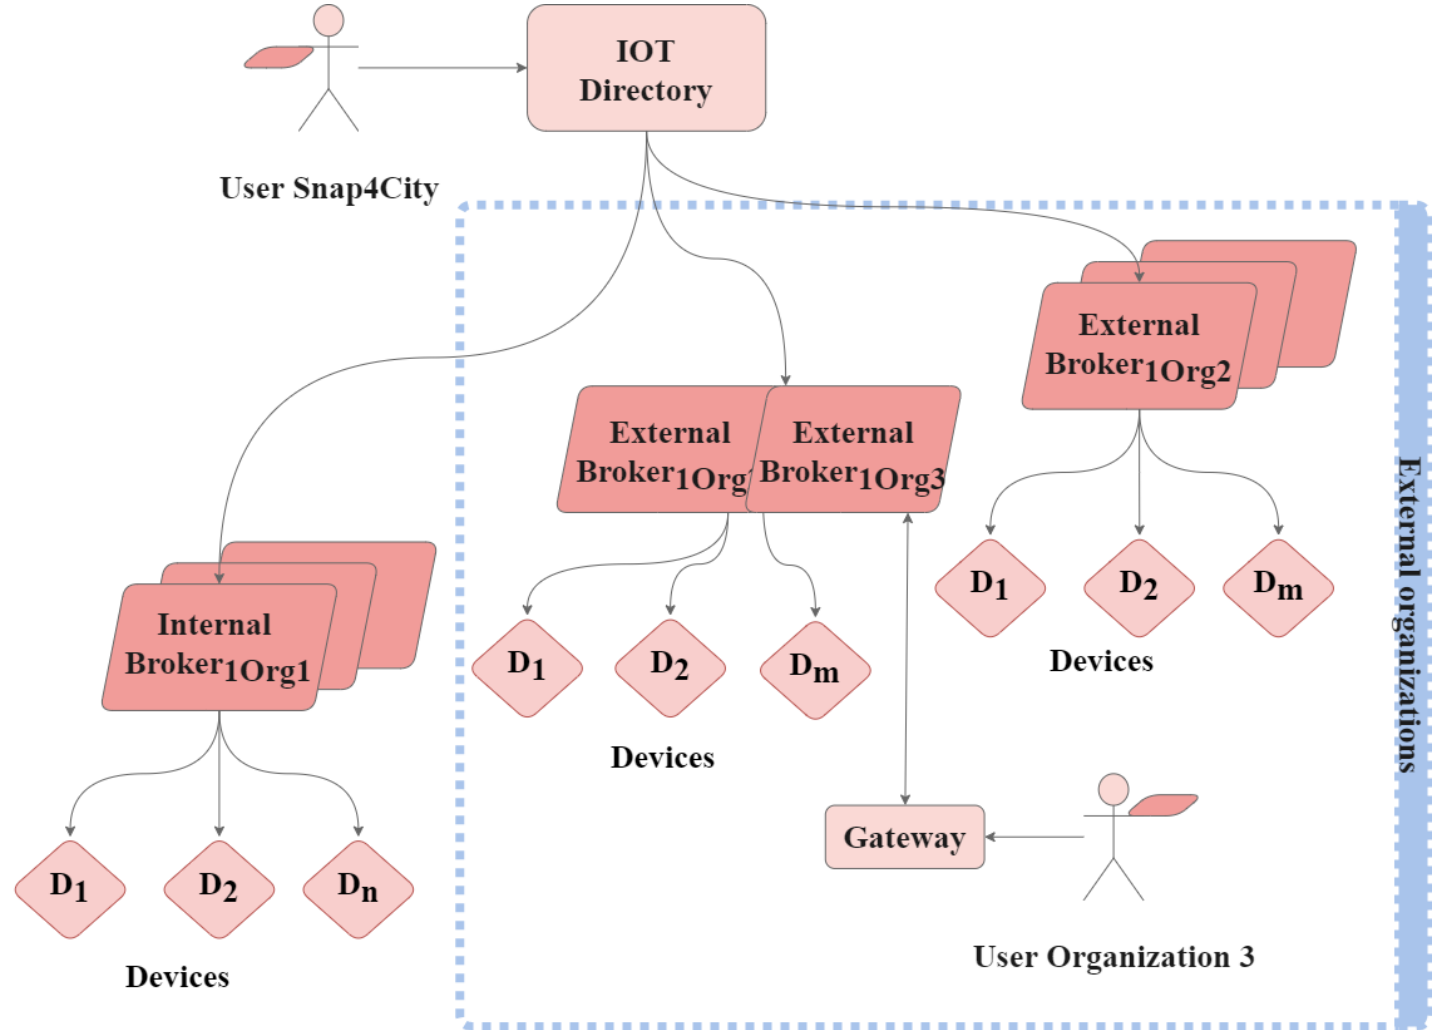 IOT
Directory
User Snap4City
External
Broker1Org2
External
Broker1Org
External
Broker1Org3
External organizations
D1
D2
Dm
Devices
Internal
Broker1Org1
D1
D2
Dm
Devices
Gateway
D1
D2
Dn
Devices
User Organization 3